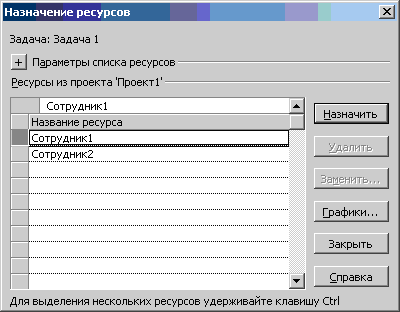 Назначение ресурсов
Задача: Задача 1
+ Параметры списка ресурсов
Ресурсы из проекта 'Проект1'
Сотрудник1
Название ресурса
Сотрудник1
Сотрудник2
Назначить
Удалить
Заменить...
Графики...
Закрыть
Справка
Для выделения нескольких ресурсов удерживайте клавишу Ctrl